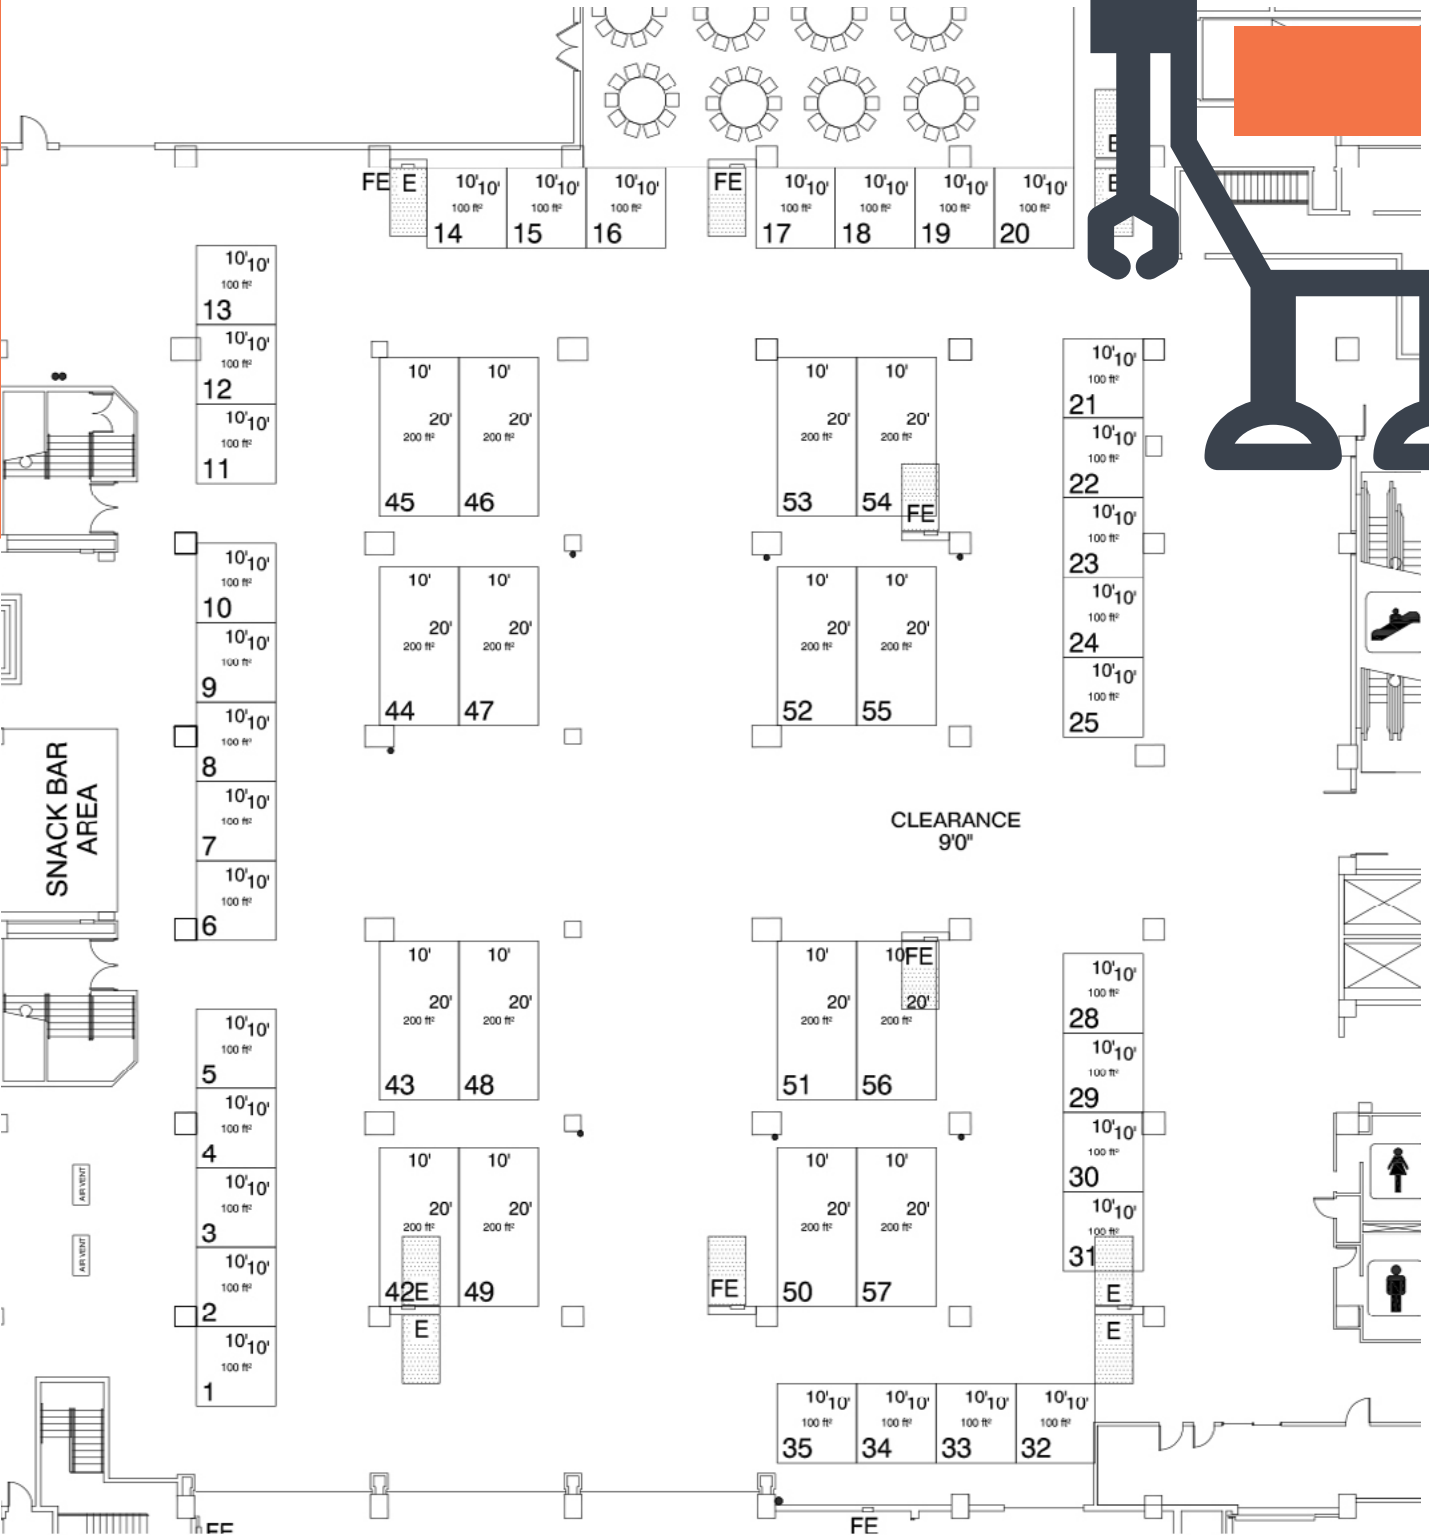 E
E
FE
E
10'10'
100 ft²
14
10'10'
100 ft²
15
10'10'
100 ft²
16
FE
10'10'
100 ft²
17
10'10'
100 ft²
18
10'10'
100 ft²
19
10'10'
100 ft²
20
10'10'
100 ft²
13
10'10'
100 ft²
12
10'10'
100 ft²
11
10'
20'
200 ft²
45
10'
20'
200 ft²
46
10'
20'
200 ft²
53
10'
20'
200 ft²
54
FE
10'10'
100 ft²
21
10'10'
100 ft²
22
10'10'
100 ft²
23
10'10'
100 ft²
24
10'10'
100 ft²
25
10'10'
100 ft²
10
10'10'
100 ft²
9
10'10'
100 ft²
8
10'10'
100 ft²
7
10'10'
100 ft²
6
10'
20'
200 ft²
44
10'
20'
200 ft²
47
10'
20'
200 ft²
52
10'
20'
200 ft²
55
SNACK BAR
AREA
CLEARANCE
9'0"
10'
20'
200 ft²
43
10'
20'
200 ft²
48
10'
20'
200 ft²
51
10'
FE
20'
200 ft²
56
10'10'
100 ft²
28
10'10'
100 ft²
29
10'10'
100 ft²
30
10'10'
100 ft²
31
E
E
10'10'
100 ft²
5
10'10'
100 ft²
4
10'10'
100 ft²
3
10'10'
100 ft²
2
10'10'
100 ft²
1
AIR VENT
AIR VENT
10'
20'
200 ft²
42
E
E
10'
20'
200 ft²
49
FE
10'
20'
200 ft²
50
10'
20'
200 ft²
57
10'10'
100 ft²
35
10'10'
100 ft²
34
10'10'
100 ft²
33
10'10'
100 ft²
32
FE
FE